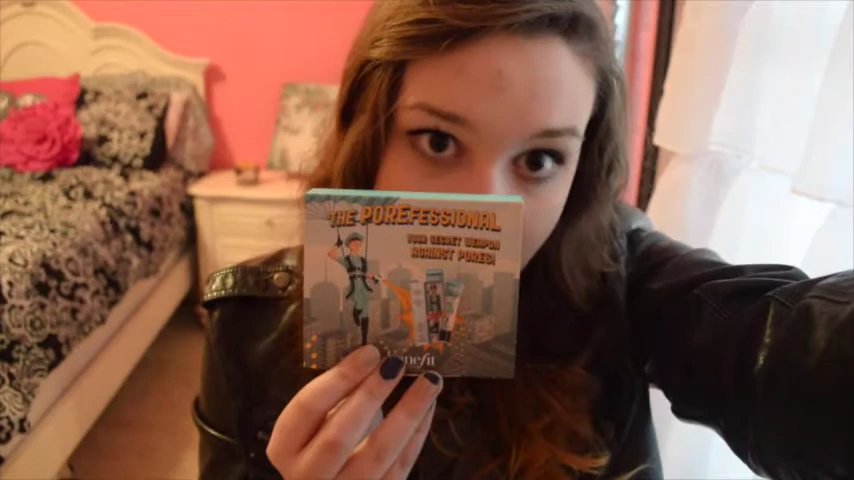 THE POREFESSIONAL
YOUR SECRET WEAPON
AGAINST PORES!
Benefit